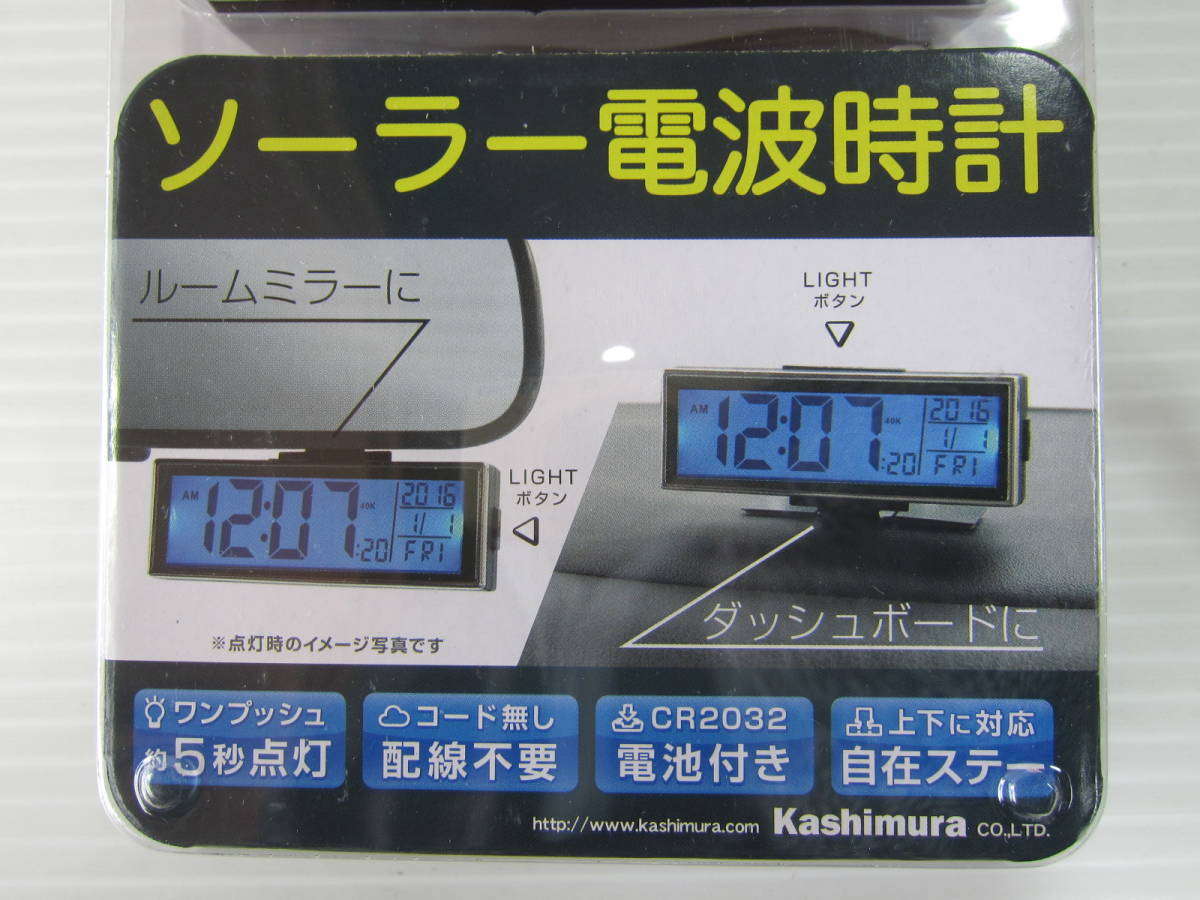 ソーラー電波時計
ルームミラーに
LIGHT
ボタン
AM 12:07:20 40K
2016
1/ 1
FRI
LIGHT
ボタン
AM 12:07:20 40K
2016
1/ 1
FRI
ダッシュボードに
※点灯時のイメージ写真です
ワンプッシュ
約5秒点灯
コード無し
配線不要
CR2032
電池付き
上下に対応
自在ステー
http://www.kashimura.com Kashimura CO.,LTD.